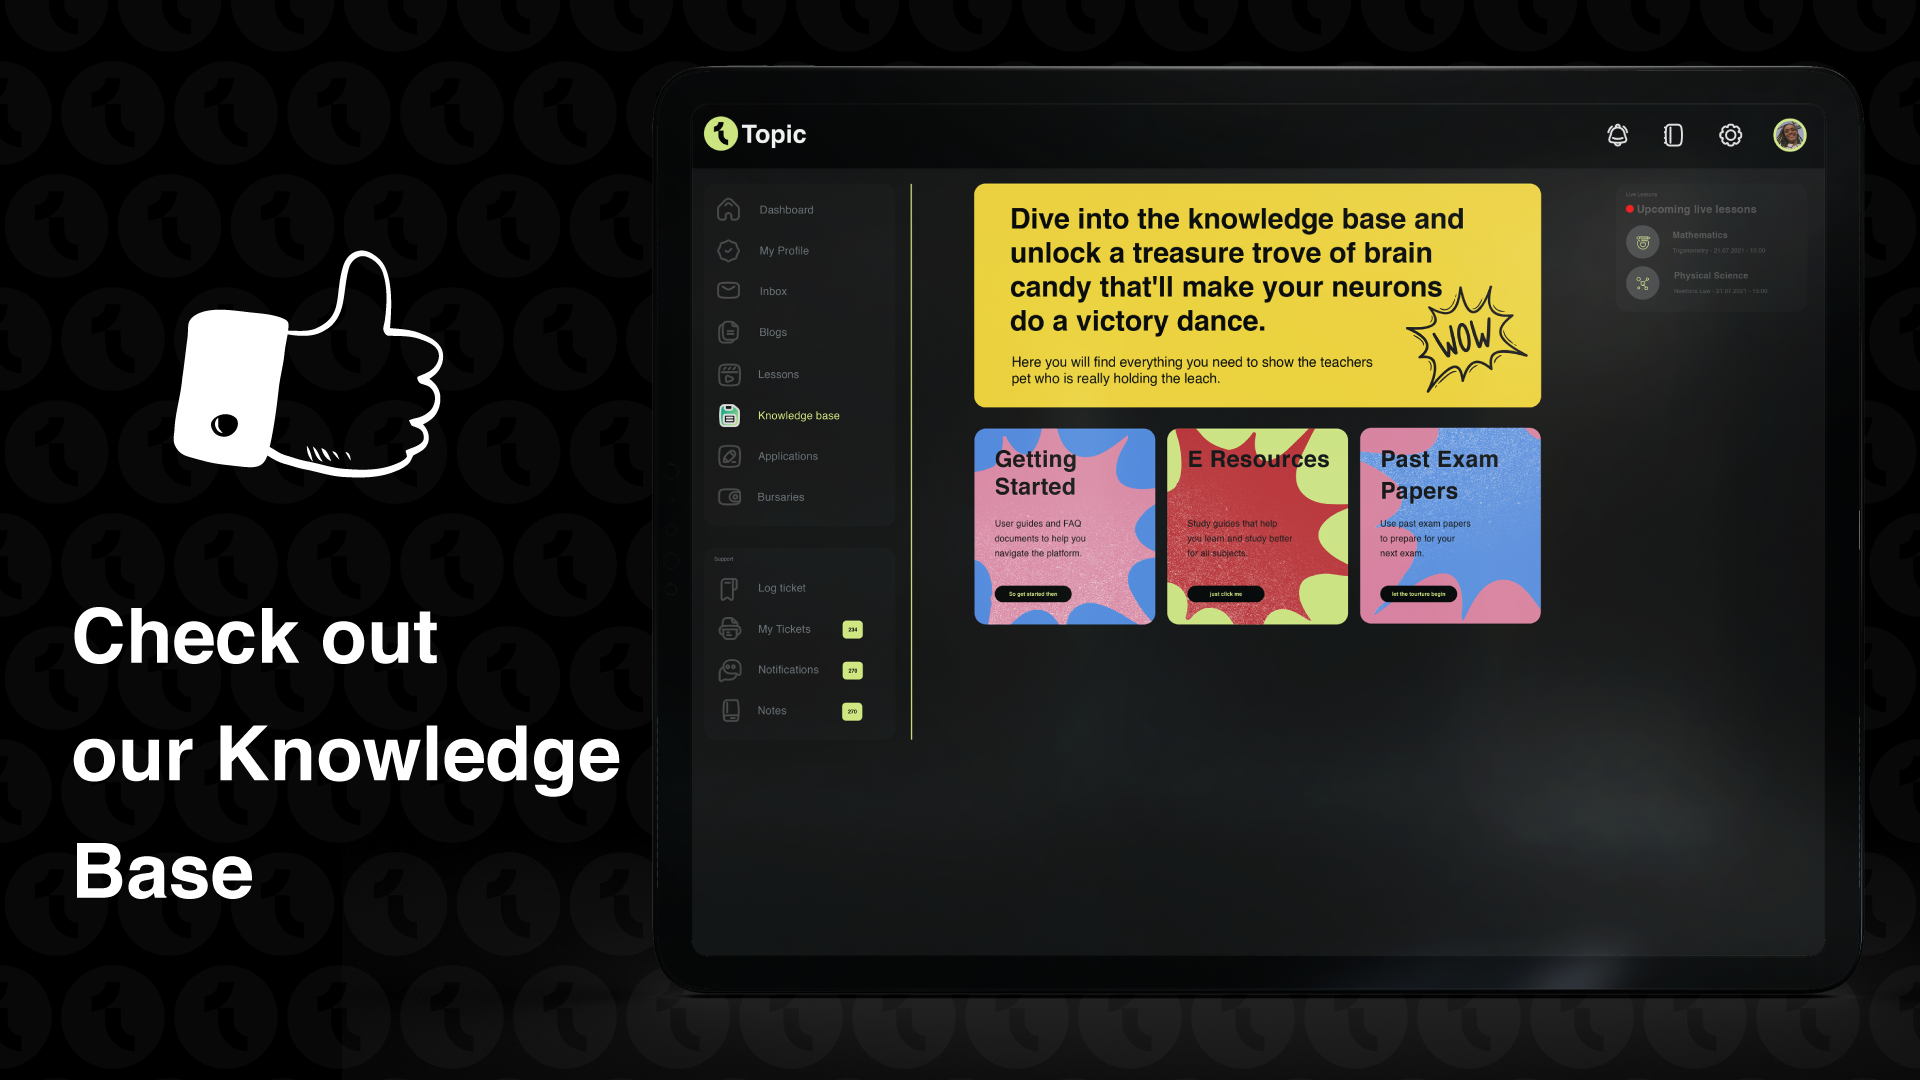 Check out
our Knowledge
Base
Topic
Dashboard
My Profile
Inbox
Blogs
Lessons
Knowledge base
Applications
Bursaries
Support
Log ticket
My Tickets
234
Notifications
270
Notes
270
Dive into the knowledge base and
unlock a treasure trove of brain
candy that'll make your neurons
do a victory dance.
Here you will find everything you need to show the teachers
pet who is really holding the leach.
WOW
Getting
Started
User guides and FAQ
documents to help you
navigate the platform.
So get started then
E Resources
Study guides that help
you learn and study better
for all subjects.
just click me
Past Exam
Papers
Use past exam papers
to prepare for your
next exam.
let the tourture begin
Live Lessons
Upcoming live lessons
Mathematics
Trigonometry - 21.07.2021 - 15:00
Physical Science
Newtons Law - 21.07.2021 -